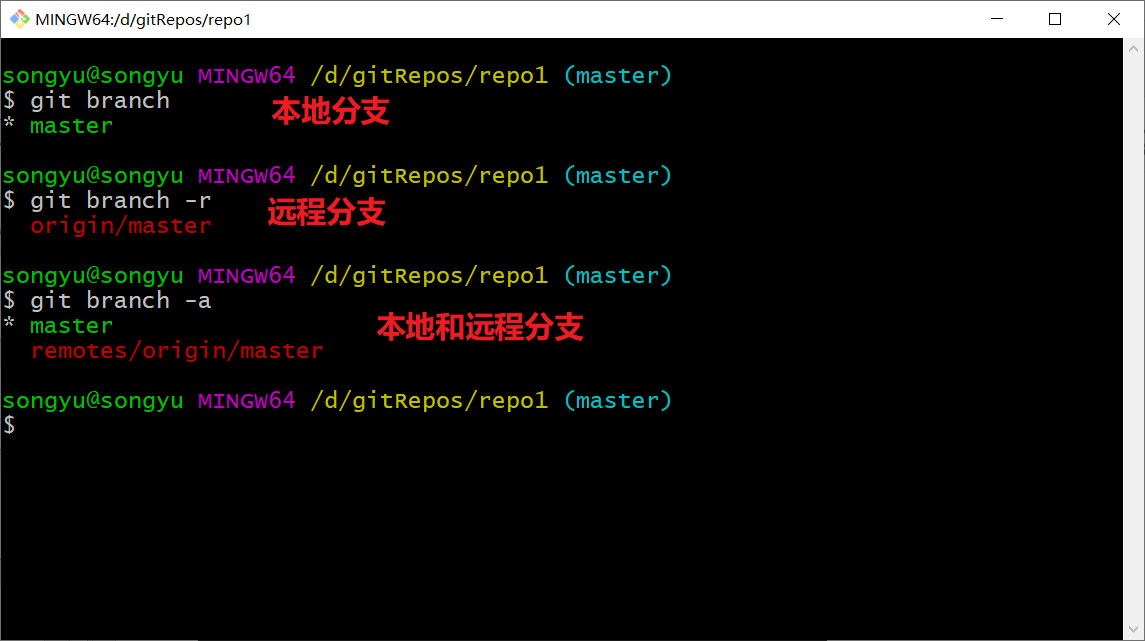 MINGW64:/d/gitRepos/repo1
songyu@songyu MINGW64 /d/gitRepos/repo1 (master)
$ git branch
本地分支
* master
songyu@songyu MINGW64 /d/gitRepos/repo1 (master)
$ git branch -r
远程分支
origin/master
songyu@songyu MINGW64 /d/gitRepos/repo1 (master)
$ git branch -a
* master
本地和远程分支
remotes/origin/master
songyu@songyu MINGW64 /d/gitRepos/repo1 (master)
$